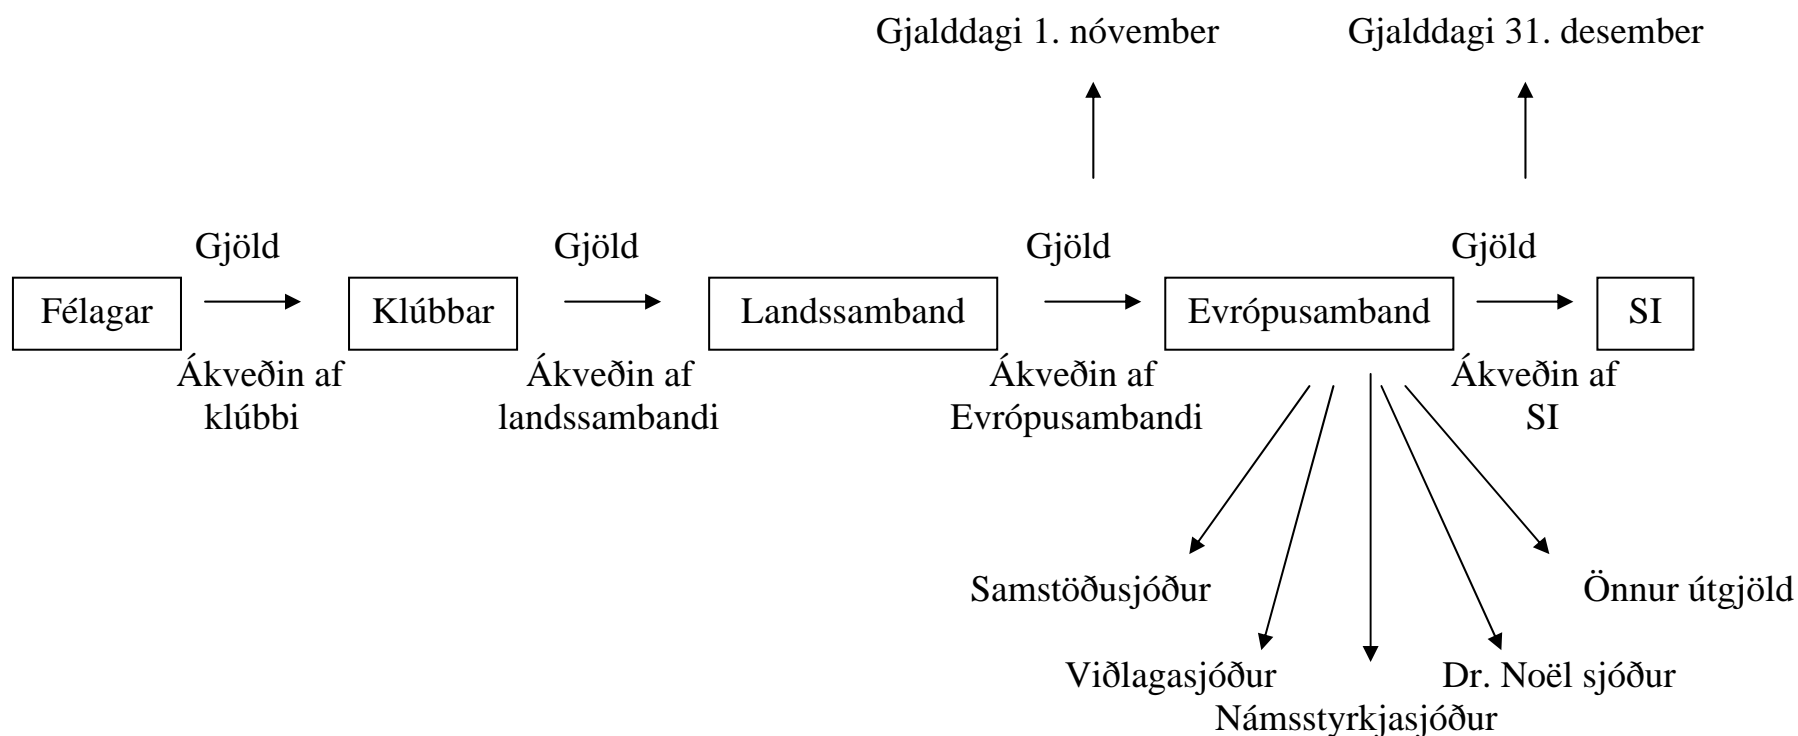 Gjalddagi 1. nóvember
Gjalddagi 31. desember
Gjöld
Gjöld
Gjöld
Gjöld
Félagar
Klúbbar
Landssamband
Evrópusamband
SI
Ákveðin af
klúbbi
Ákveðin af
landssambandi
Ákveðin af
Evrópusambandi
Ákveðin af
SI
Samstöðusjóður
Önnur útgjöld
Viðlagasjóður
Dr. Noël sjóður
Námsstyrkjasjóður